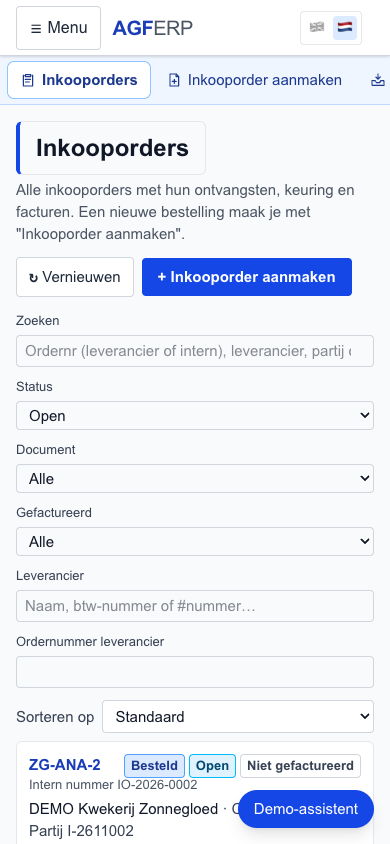 ≡ Menu
AGFERP
Inkooporders
Inkooporder aanmaken
Inkooporders
Alle inkooporders met hun ontvangsten, keuring en
facturen. Een nieuwe bestelling maak je met
"Inkooporder aanmaken".
↻ Vernieuwen
+ Inkooporder aanmaken
Zoeken
Ordernr (leverancier of intern), leverancier, partij
Status
Open
Document
Alle
Gefactureerd
Alle
Leverancier
Naam, btw-nummer of #nummer…
Ordernummer leverancier
Sorteren op
Standaard
ZG-ANA-2
Besteld
Open
Niet gefactureerd
Intern nummer IO-2026-0002
DEMO Kwekerij Zonnegloed ·
Demo-assistent
Partij I-2611002